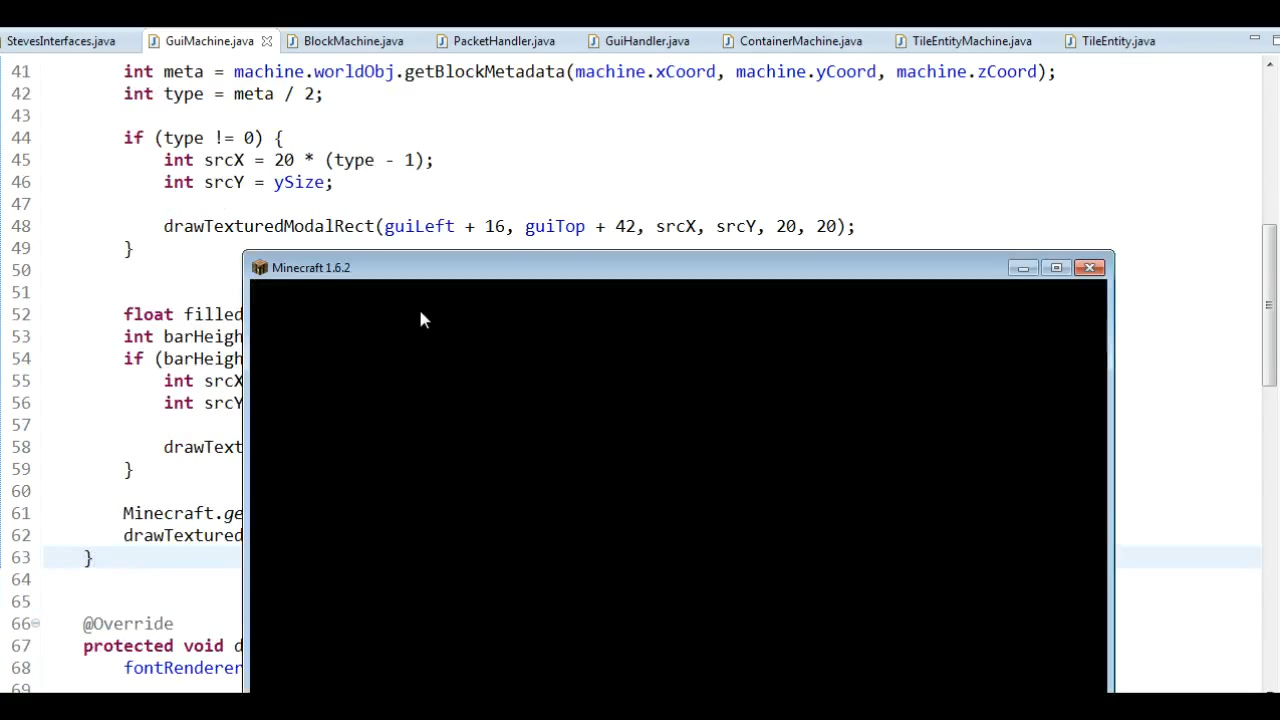 StevesInterfaces.java GuiMachine.java BlockMachine.java PacketHandler.java GuiHandler.java ContainerMachine.java TileEntityMachine.java TileEntity.java
41 int meta = machine.worldObj.getBlockMetadata(machine.xCoord, machine.yCoord, machine.zCoord);
42 int type = meta / 2;
43
44 if (type != 0) {
45 int srcX = 20 * (type - 1);
46 int srcY = ySize;
47
48 drawTexturedModalRect(guiLeft + 16, guiTop + 42, srcX, srcY, 20, 20);
49 }
50
Minecraft 1.6.2
51
52 float filled
53 int barHeigh
54 if (barHeigh
55 int srcX
56 int srcY
57
58 drawText
59 }
60
61 Minecraft.ge
62 drawTextured
63 }
64
65
66 @Override
67 protected void d
68 fontRenderer
69